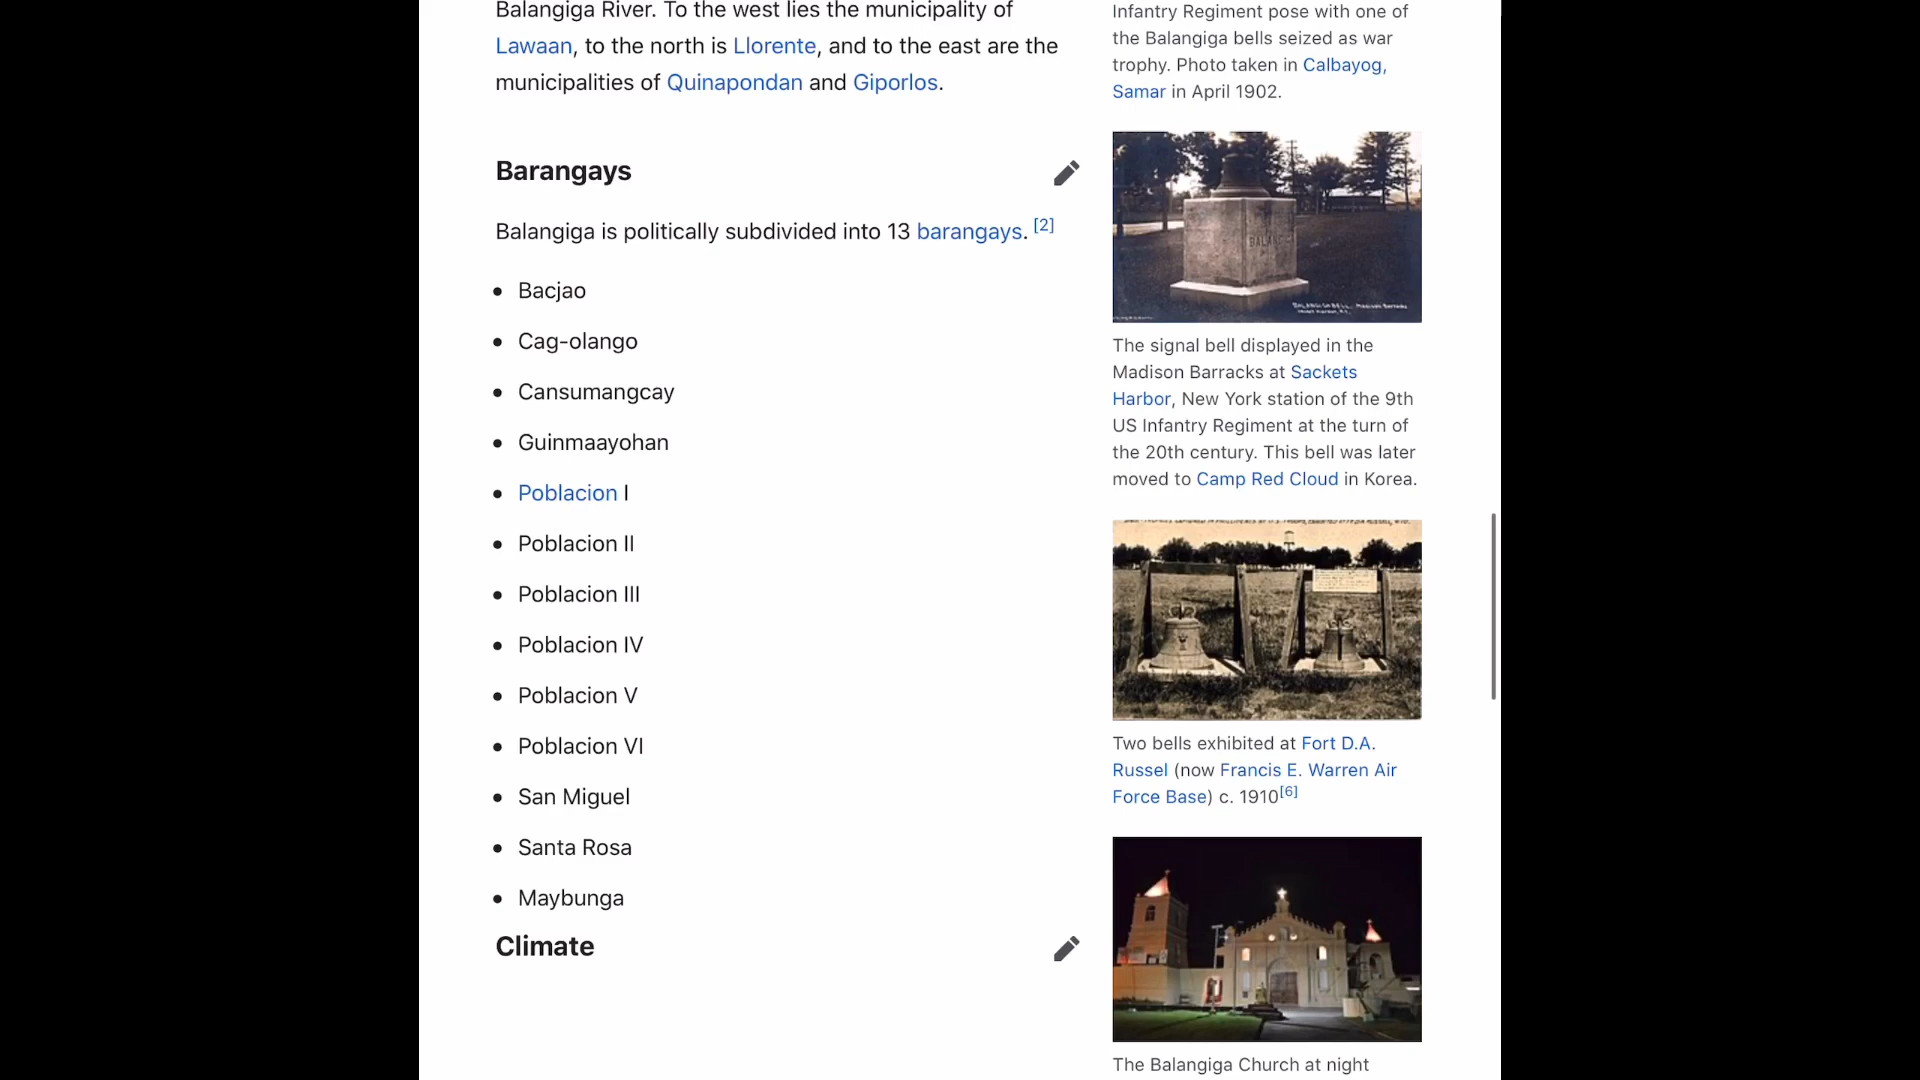 Balangiga River. To the west lies the municipality of
Lawaan, to the north is Llorente, and to the east are the
municipalities of Quinapondan and Giporlos.
Barangays
Balangiga is politically subdivided into 13 barangays. [2]
• Bacjao
• Cag-olango
• Cansumangcay
• Guinmaayohan
• Poblacion I
• Poblacion II
• Poblacion III
• Poblacion IV
• Poblacion V
• Poblacion VI
• San Miguel
• Santa Rosa
• Maybunga
Climate
Infantry Regiment pose with one of
the Balangiga bells seized as war
trophy. Photo taken in Calbayog,
Samar in April 1902.
BALANGIGA BELL. Madison Barracks
The signal bell displayed in the
Madison Barracks at Sackets
Harbor, New York station of the 9th
US Infantry Regiment at the turn of
the 20th century. This bell was later
moved to Camp Red Cloud in Korea.
Two bells exhibited at Fort D.A.
Russel (now Francis E. Warren Air
Force Base) c. 1910[6]
The Balangiga Church at night